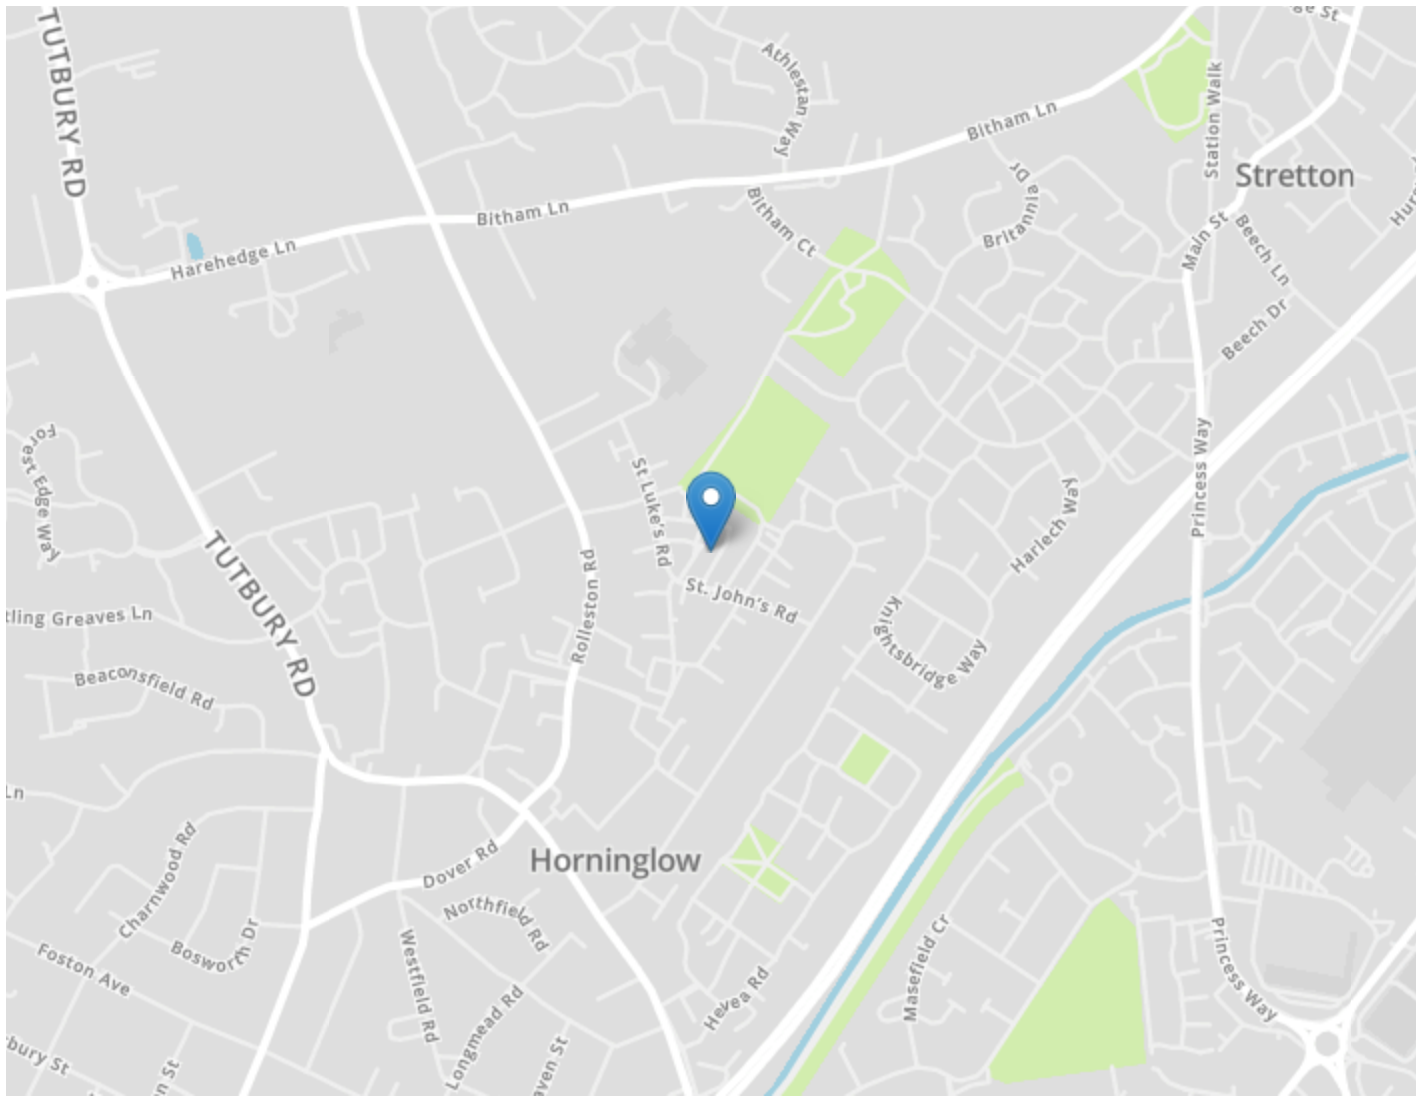 TUTBURY RD
Athlestan Way
Bitham Ln
Station Walk
Stretton
Britannia Dr
Bitham Ct
Bitham Ln
Harehedge Ln
Main St
Beech Ln
Beech Dr
Forest Edge Way
St Luke's Rd
Princess Way
Harlech Way
TUTBURY RD
Rolleston Rd
St. John's Rd
tling Greaves Ln
Knightsbridge Way
Beaconsfield Rd
Ln
Charnwood Rd
Dover Rd
Horninglow
Northfield Rd
Bosworth Dr
Foston Ave
Westfield Rd
Longmead Rd
Hevea Rd
Masefield Cr
Princess Way
bury St
aven St